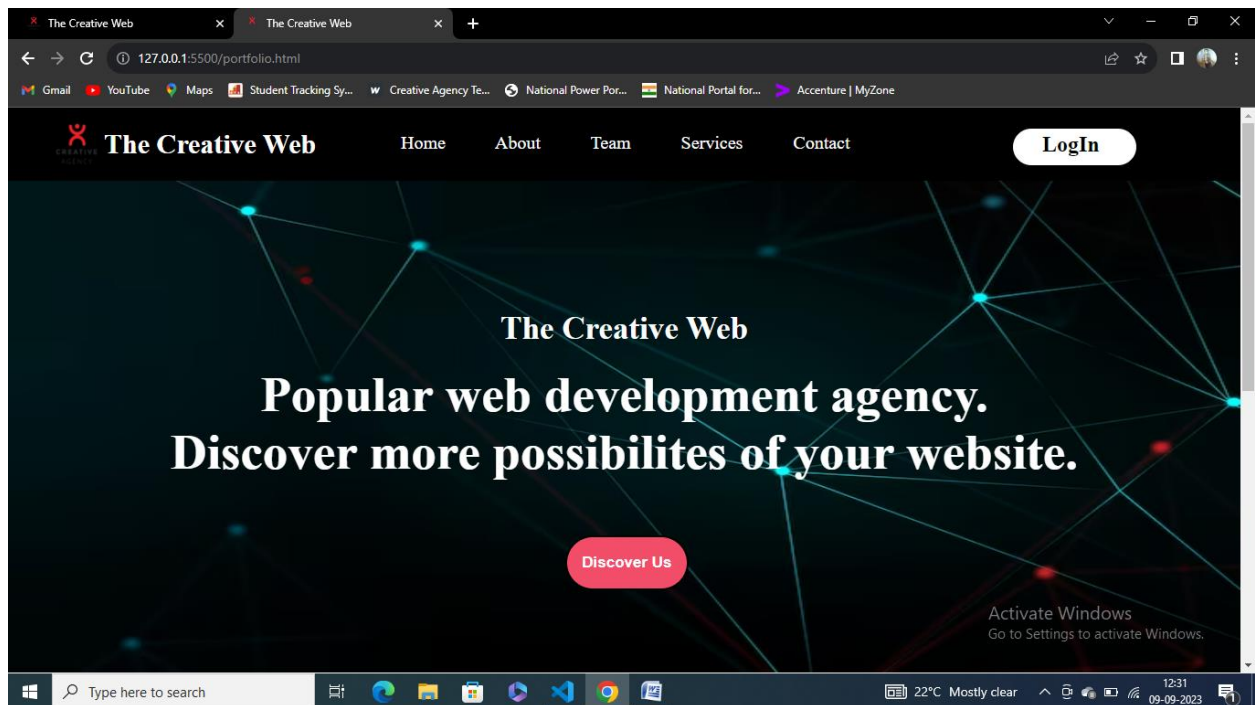 The Creative Web
The Creative Web
127.0.0.1:5500/portfolio.html
Gmail YouTube Maps Student Tracking Sy... Creative Agency Te... National Power Por... National Portal for... Accenture | MyZone
CREATIVE
AGENCY
The Creative Web Home About Team Services Contact LogIn
The Creative Web
Popular web development agency.
Discover more possibilites of your website.
Discover Us
Activate Windows
Go to Settings to activate Windows.
Type here to search 22°C Mostly clear 12:31
09-09-2023 1